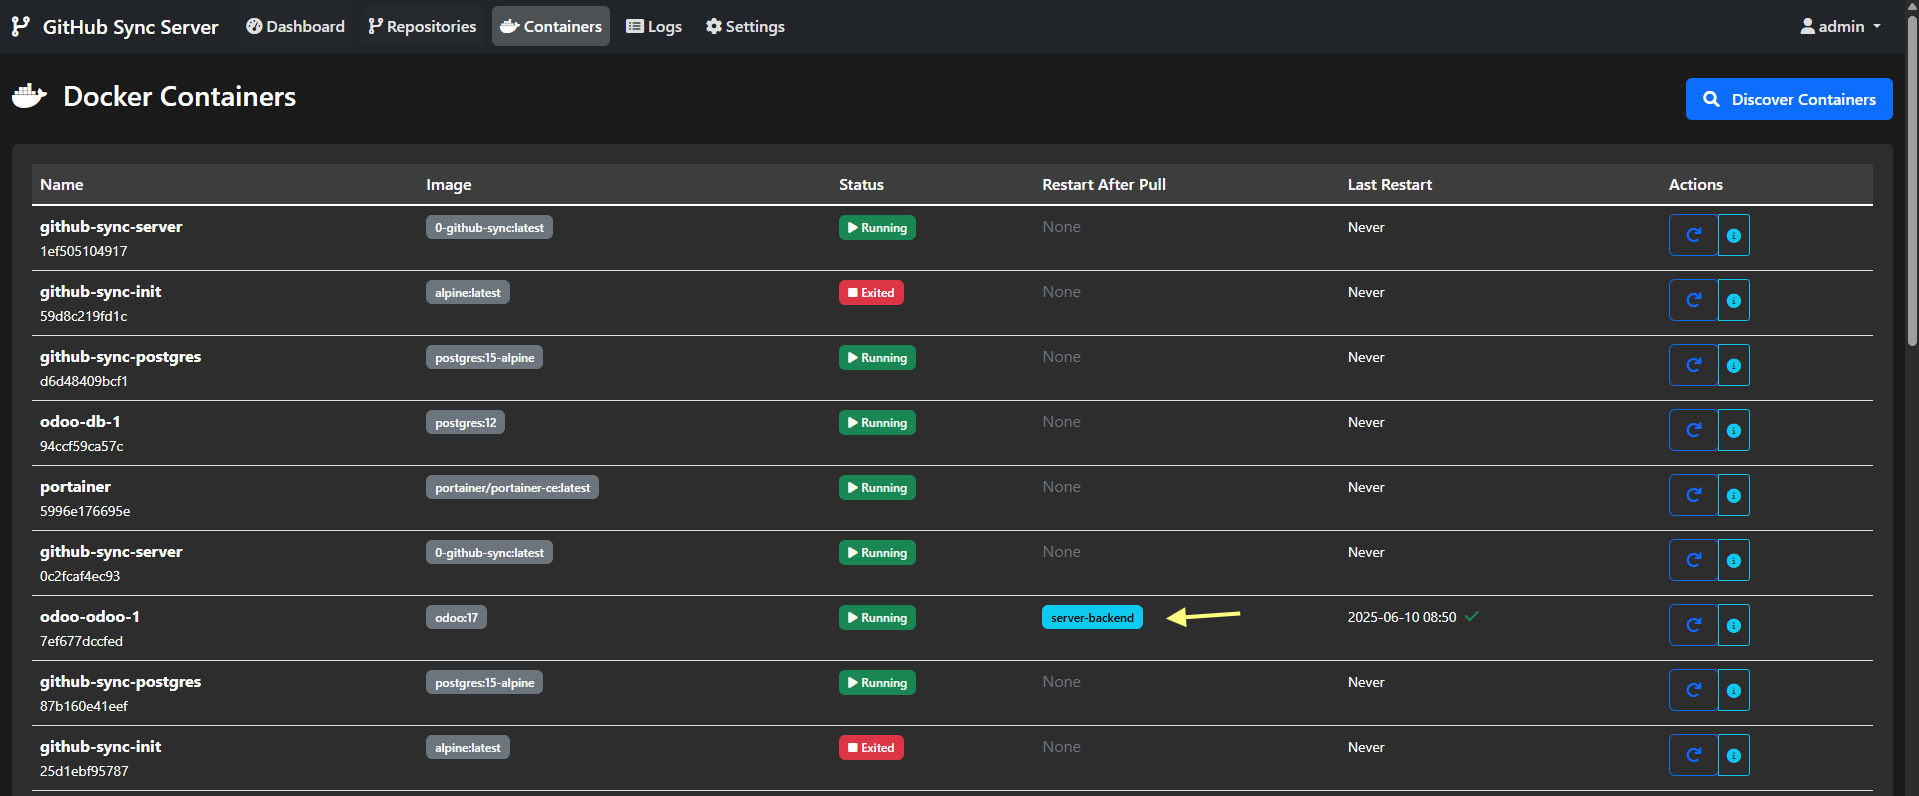 GitHub Sync Server Dashboard Repositories Containers Logs Settings admin
Docker Containers Discover Containers
Name Image Status Restart After Pull Last Restart Actions
github-sync-server 0-github-sync:latest Running None Never
1ef505104917
github-sync-init alpine:latest Exited None Never
59d8c219fd1c
github-sync-postgres postgres:15-alpine Running None Never
d6d48409bcf1
odoo-db-1 postgres:12 Running None Never
94ccf59ca57c
portainer portainer/portainer-ce:latest Running None Never
5996e176695e
github-sync-server 0-github-sync:latest Running None Never
0c2fcaf4ec93
odoo-odoo-1 odoo:17 Running server-backend 2025-06-10 08:50
7ef677dccfed
github-sync-postgres postgres:15-alpine Running None Never
87b160e41eef
github-sync-init alpine:latest Exited None Never
25d1ebf95787